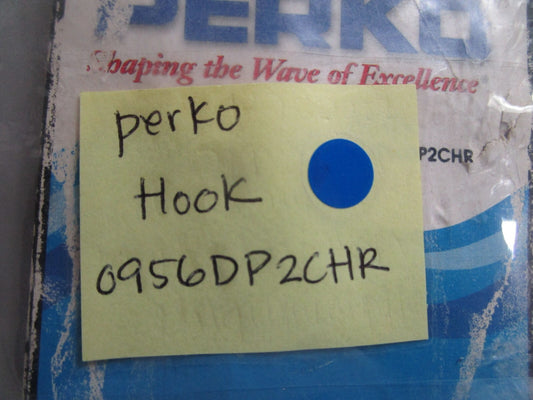 PERKO
Shaping the Wave of Excellence
P2CHR
perko
Hook
0956DP2CHR